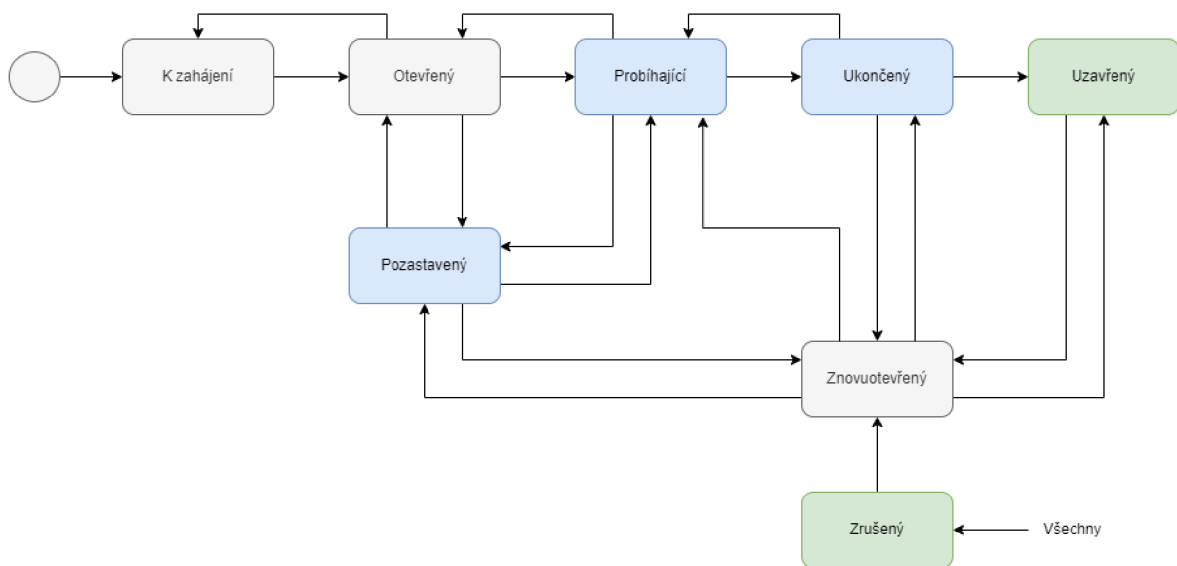 K zahájení
Otevřený
Probíhající
Ukončený
Uzavřený
Pozastavený
Znovuotevřený
Zrušený
Všechny